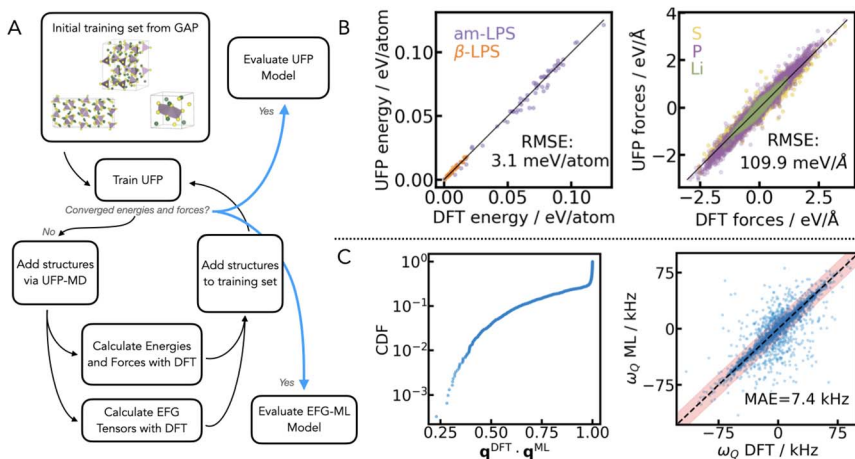 A
Initial training set from GAP
Evaluate UFP
Model
Yes
Train UFP
Converged energies and forces?
No
Add structures
via UFP-MD
Add structures
to training set
Calculate Energies
and Forces with DFT
Calculate EFG
Tensors with DFT
Yes
Evaluate EFG-ML
Model
B
UFP energy / eV/atom
0.10
0.05
0.00
am-LPS
β-LPS
RMSE:
3.1 meV/atom
0.00 0.05 0.10
DFT energy / eV/atom
UFP forces / eV/Å
2
0
−2
S
P
Li
RMSE:
109.9 meV/Å
−2.5 0.0 2.5
DFT forces / eV/Å
C
CDF
10⁰
10⁻¹
10⁻²
10⁻³
0.25 0.50 0.75 1.00
q^DFT · q^ML
ω_Q ML / kHz
75
0
−75
MAE=7.4 kHz
−75 0 75
ω_Q DFT / kHz